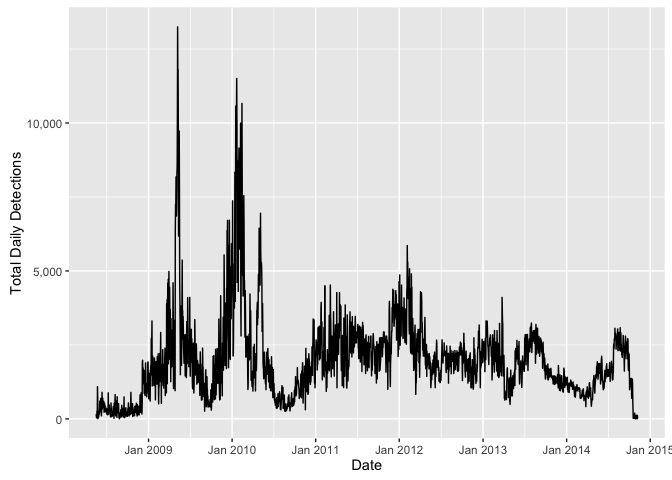 Total Daily Detections
10,000
5,000
0
Jan 2009 Jan 2010 Jan 2011 Jan 2012 Jan 2013 Jan 2014 Jan 2015
Date